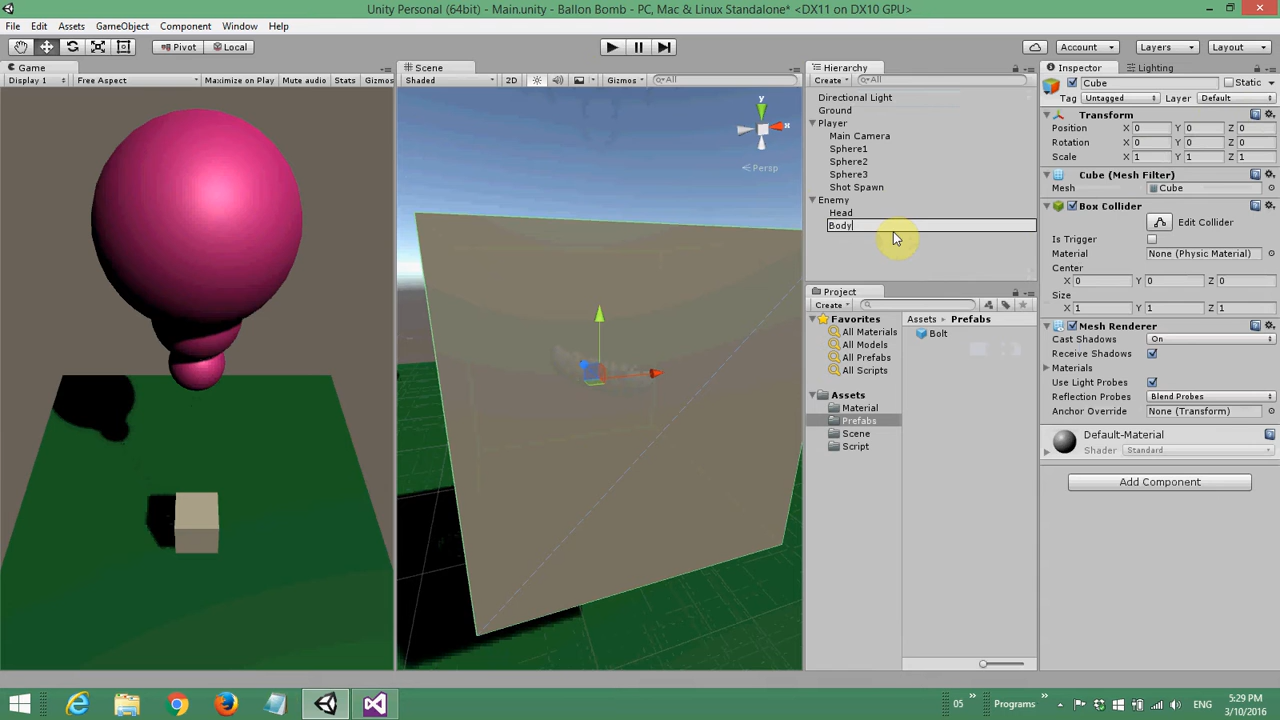 Unity Personal (64bit) - Main.unity - Ballon Bomb - PC, Mac & Linux Standalone* <DX11 on DX10 GPU>
File Edit Assets GameObject Component Window Help
Pivot Local Account Layers Layout
Game
Display 1 Free Aspect Maximize on Play Mute audio Stats Gizmos
Scene
Shaded 2D Gizmos All
y
x
Persp
Hierarchy
Create All
Directional Light
Ground
Player
Main Camera
Sphere1
Sphere2
Sphere3
Shot Spawn
Enemy
Head
Body
Project
Create
Favorites
All Materials
All Models
All Prefabs
All Scripts
Assets
Material
Prefabs
Scene
Script
Assets Prefabs
Bolt
Inspector Lighting
Cube Static
Tag Untagged Layer Default
Transform
Position X 0 Y 0 Z 0
Rotation X 0 Y 0 Z 0
Scale X 1 Y 1 Z 1
Cube (Mesh Filter)
Mesh Cube
Box Collider
Edit Collider
Is Trigger
Material None (Physic Material)
Center
X 0 Y 0 Z 0
Size
X 1 Y 1 Z 1
Mesh Renderer
Cast Shadows On
Receive Shadows
Materials
Use Light Probes
Reflection Probes Blend Probes
Anchor Override None (Transform)
Default-Material
Shader Standard
Add Component
05 » Programs » ENG 5:29 PM
3/10/2016